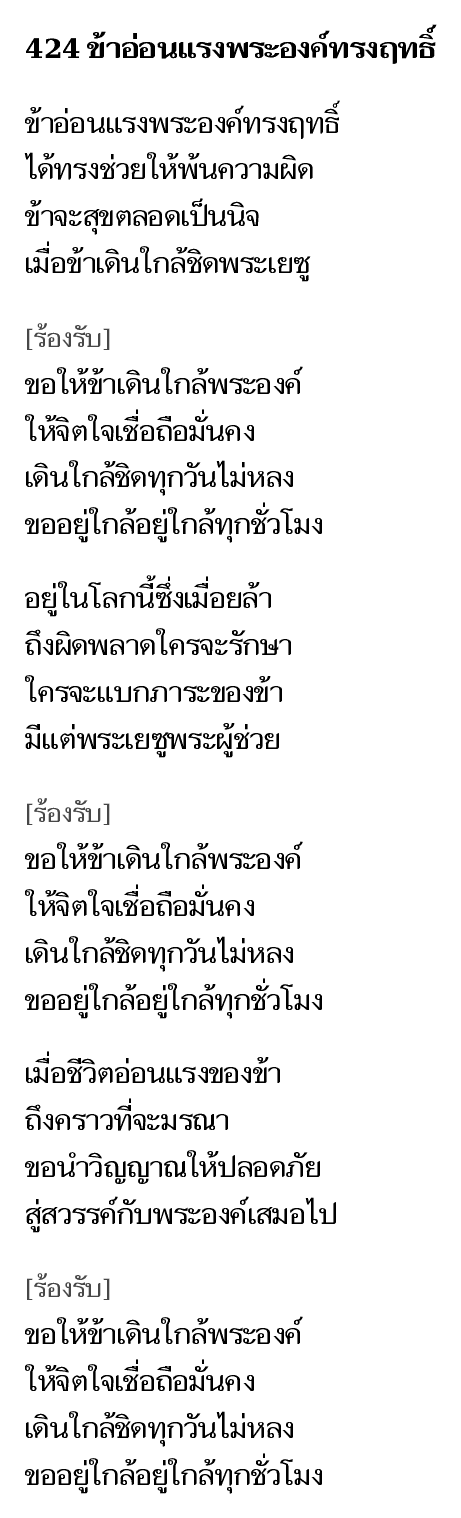 424 ข้าอ่อนแรงพระองค์ทรงฤทธิ์
ข้าอ่อนแรงพระองค์ทรงฤทธิ์
ได้ทรงช่วยให้พ้นความผิด
ข้าจะสุขตลอดเป็นนิจ
เมื่อข้าเดินใกล้ชิดพระเยซู
[ร้องรับ]
ขอให้ข้าเดินใกล้พระองค์
ให้จิตใจเชื่อถือมั่นคง
เดินใกล้ชิดทุกวันไม่หลง
ขออยู่ใกล้อยู่ใกล้ทุกชั่วโมง
อยู่ในโลกนี้ซึ่งเมื่อยล้า
ถึงผิดพลาดใครจะรักษา
ใครจะแบกภาระของข้า
มีแต่พระเยซูพระผู้ช่วย
[ร้องรับ]
ขอให้ข้าเดินใกล้พระองค์
ให้จิตใจเชื่อถือมั่นคง
เดินใกล้ชิดทุกวันไม่หลง
ขออยู่ใกล้อยู่ใกล้ทุกชั่วโมง
เมื่อชีวิตอ่อนแรงของข้า
ถึงคราวที่จะมรณา
ขอนำวิญญาณให้ปลอดภัย
สู่สวรรค์กับพระองค์เสมอไป
[ร้องรับ]
ขอให้ข้าเดินใกล้พระองค์
ให้จิตใจเชื่อถือมั่นคง
เดินใกล้ชิดทุกวันไม่หลง
ขออยู่ใกล้อยู่ใกล้ทุกชั่วโมง